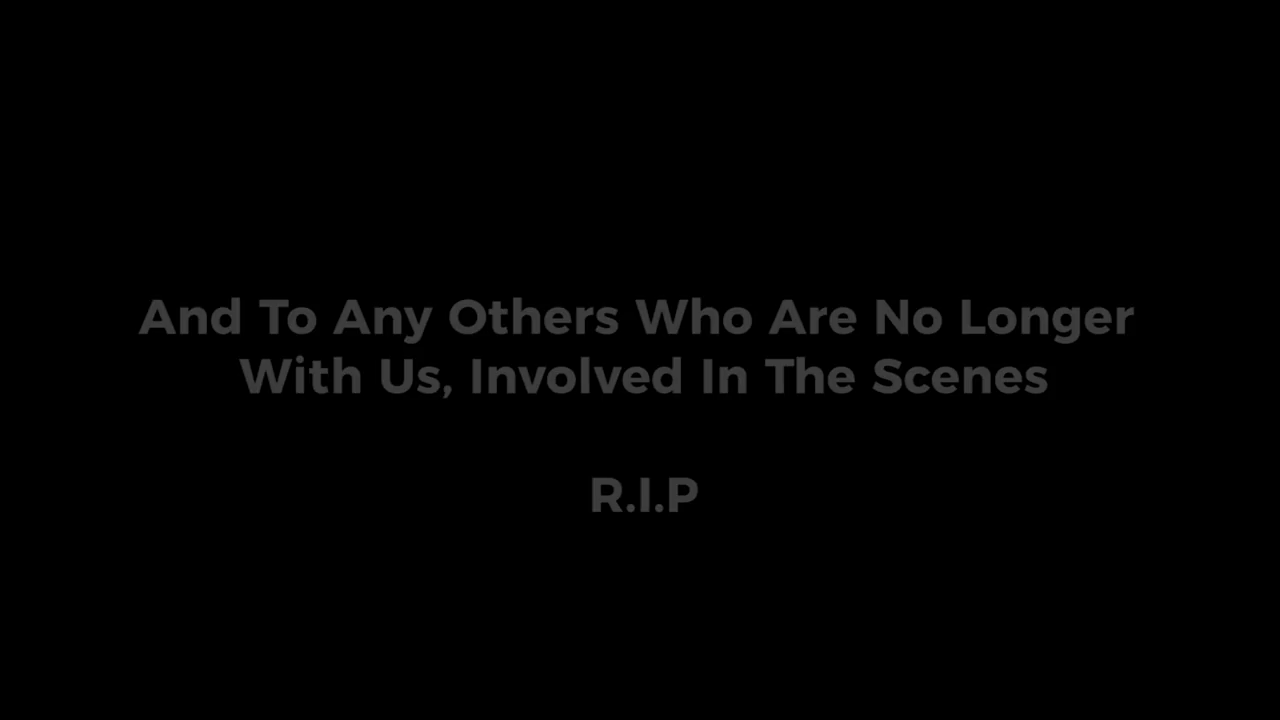 And To Any Others Who Are No Longer
With Us, Involved In The Scenes
R.I.P